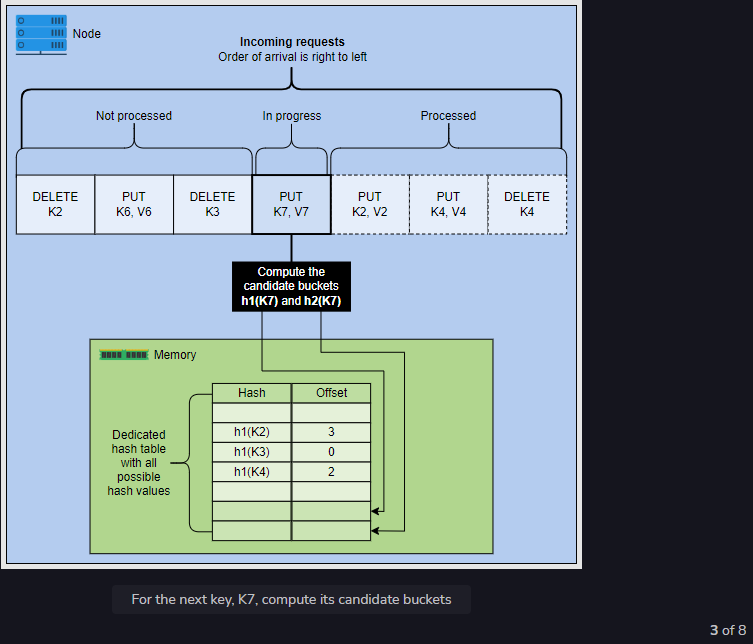 Node
Incoming requests
Order of arrival is right to left
Not processed
In progress
Processed
DELETE
K2
PUT
K6, V6
DELETE
K3
PUT
K7, V7
PUT
K2, V2
PUT
K4, V4
DELETE
K4
Compute the
candidate buckets
h1(K7) and h2(K7)
Memory
Hash Offset
h1(K2) 3
h1(K3) 0
h1(K4) 2
Dedicated
hash table
with all
possible
hash values
For the next key, K7, compute its candidate buckets
3 of 8